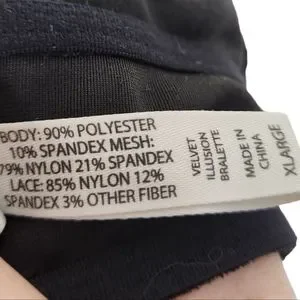 BODY: 90% POLYESTER
10% SPANDEX MESH:
79% NYLON 21% SPANDEX
LACE: 85% NYLON 12%
SPANDEX 3% OTHER FIBER
VELVET
ILLUSION
BRALETTE
MADE IN
CHINA
XLARGE